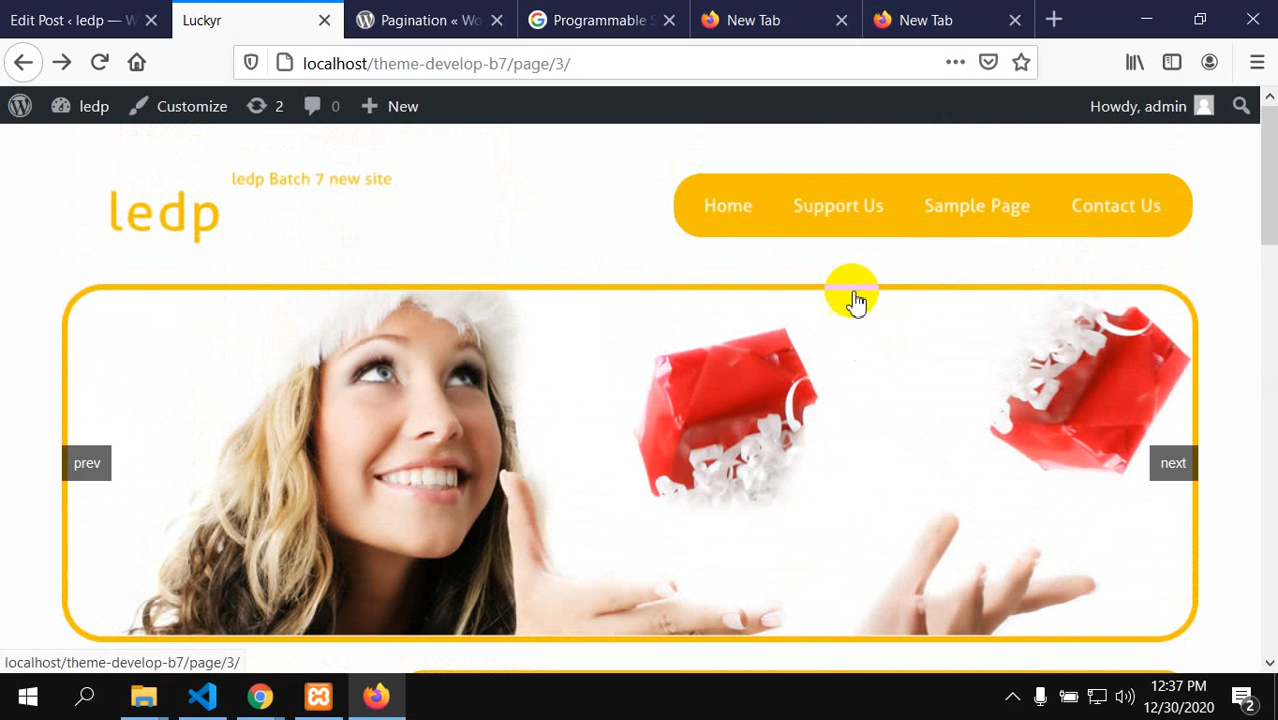 Edit Post ‹ ledp — W
Luckyr
Pagination « Wo
Programmable S
New Tab
New Tab
localhost/theme-develop-b7/page/3/
ledp
Customize
2
0
New
Howdy, admin
ledp Batch 7 new site
ledp
Home
Support Us
Sample Page
Contact Us
prev
next
localhost/theme-develop-b7/page/3/
12:37 PM
12/30/2020
2